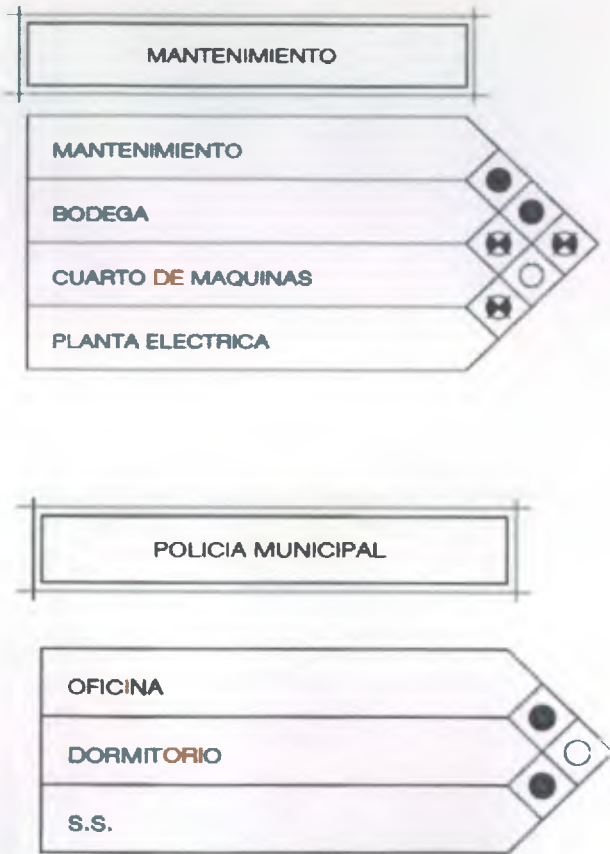 MANTENIMIENTO
MANTENIMIENTO
BODEGA
CUARTO DE MAQUINAS
PLANTA ELECTRICA
POLICIA MUNICIPAL
OFICINA
DORMITORIO
S.S.